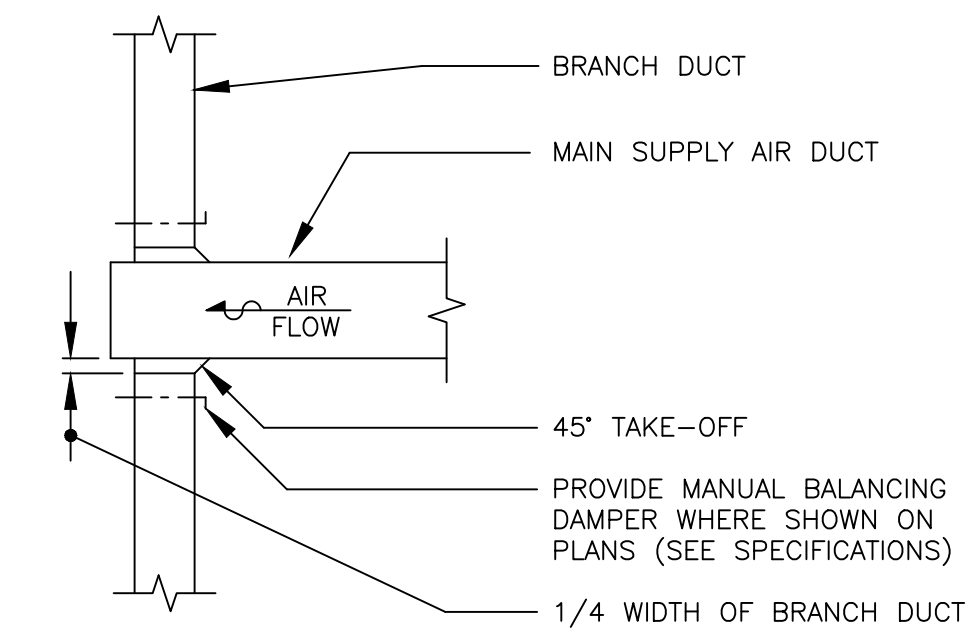 BRANCH DUCT
MAIN SUPPLY AIR DUCT
AIR
FLOW
45° TAKE-OFF
PROVIDE MANUAL BALANCING
DAMPER WHERE SHOWN ON
PLANS (SEE SPECIFICATIONS)
1/4 WIDTH OF BRANCH DUCT